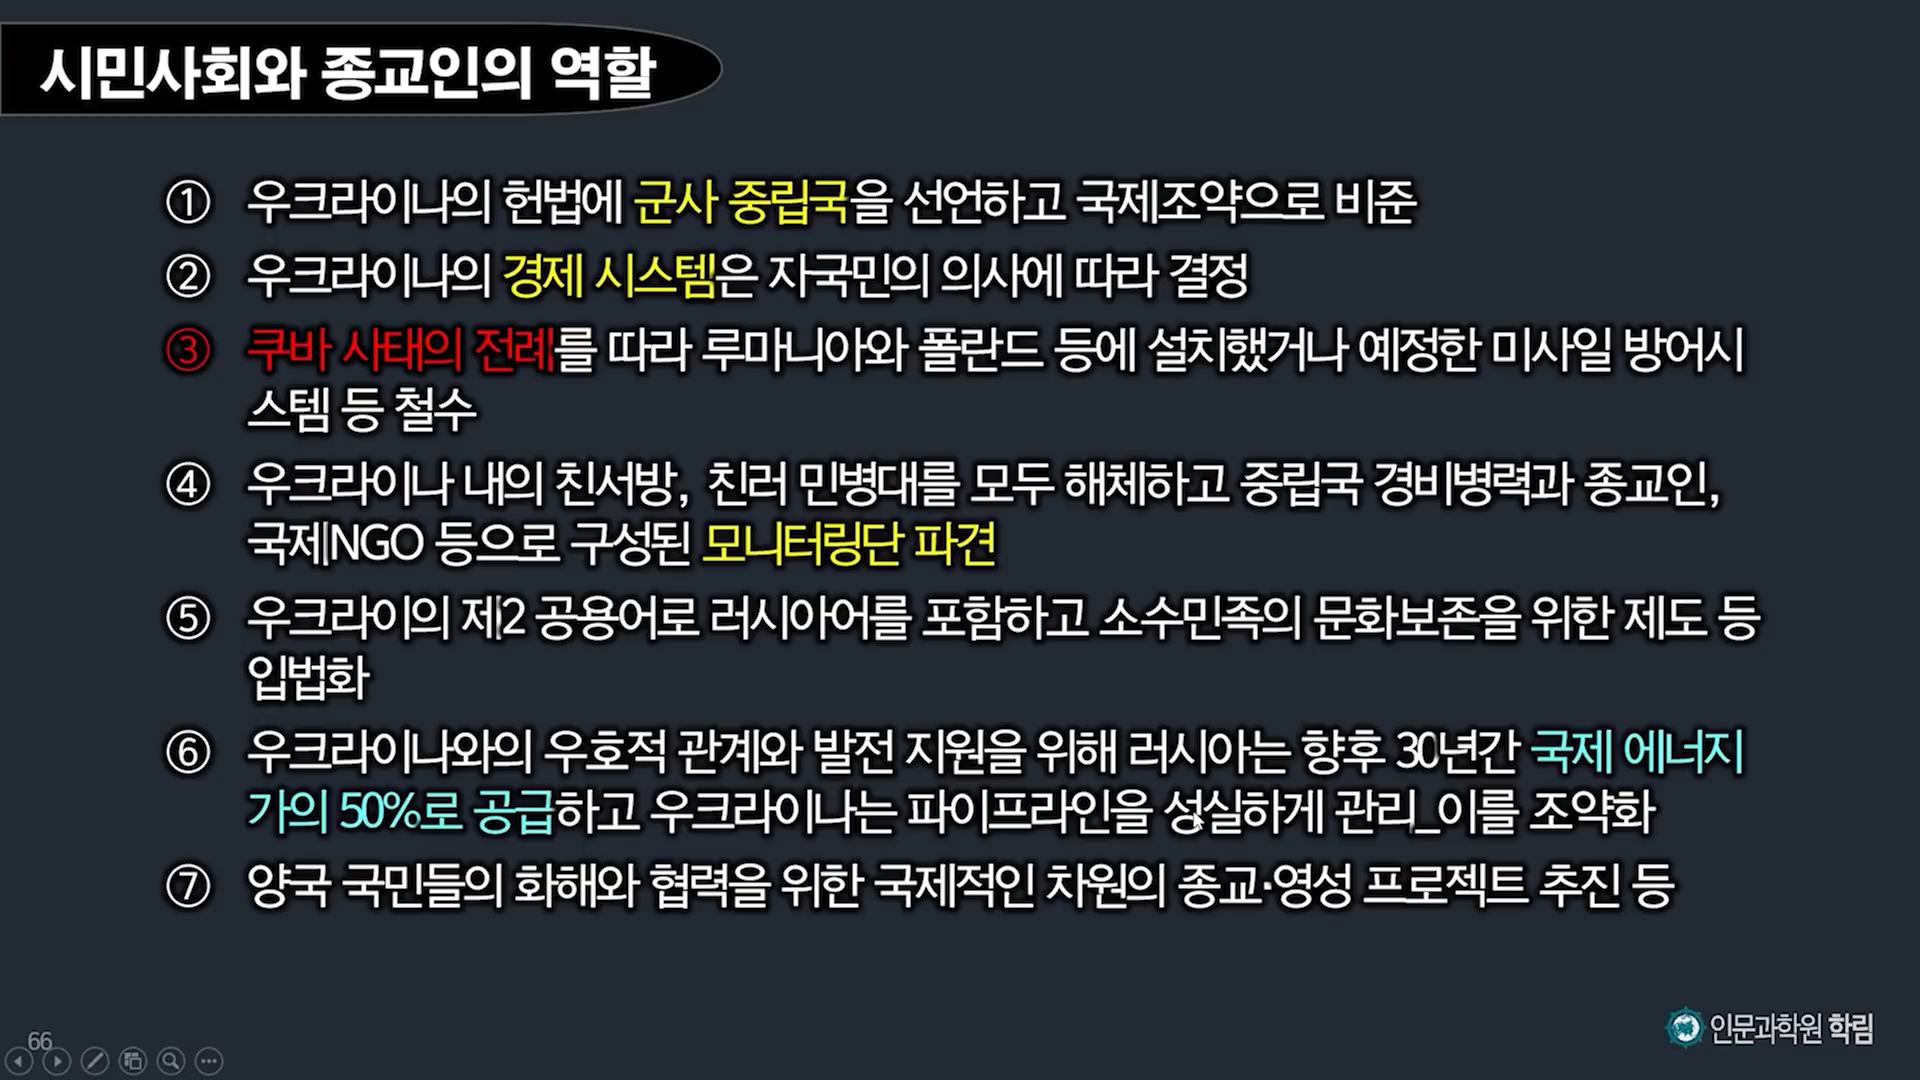 시민사회와 종교인의 역할
① 우크라이나의 헌법에 군사 중립국을 선언하고 국제조약으로 비준
② 우크라이나의 경제 시스템은 자국민의 의사에 따라 결정
③ 쿠바 사태의 전례를 따라 루마니아와 폴란드 등에 설치했거나 예정한 미사일 방어시
스템 등 철수
④ 우크라이나 내의 친서방, 친러 민병대를 모두 해체하고 중립국 경비병력과 종교인,
국제NGO 등으로 구성된 모니터링단 파견
⑤ 우크라이의 제2 공용어로 러시아어를 포함하고 소수민족의 문화보존을 위한 제도 등
입법화
⑥ 우크라이나와의 우호적 관계와 발전 지원을 위해 러시아는 향후 30년간 국제 에너지
가의 50%로 공급하고 우크라이나는 파이프라인을 성실하게 관리_이를 조약화
⑦ 양국 국민들의 화해와 협력을 위한 국제적인 차원의 종교·영성 프로젝트 추진 등
66
인문과학원 학림